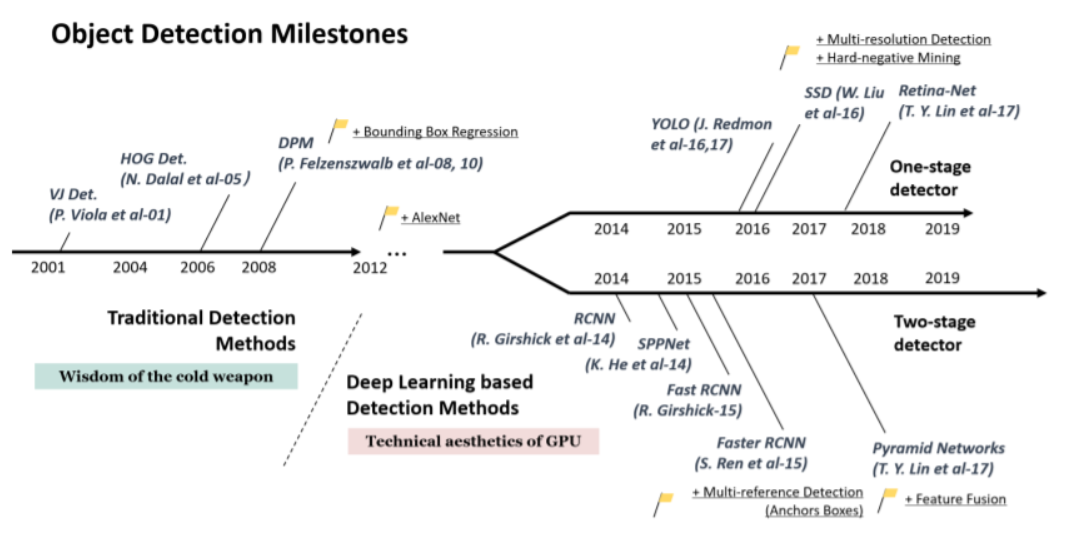 Object Detection Milestones
+ Multi-resolution Detection
+ Hard-negative Mining
SSD (W. Liu
et al-16)
Retina-Net
(T. Y. Lin et al-17)
YOLO (J. Redmon
et al-16,17)
+ Bounding Box Regression
DPM
(P. Felzenszwalb et al-08, 10)
HOG Det.
(N. Dalal et al-05)
VJ Det.
(P. Viola et al-01)
One-stage
detector
+ AlexNet
...
2014 2015 2016 2017 2018 2019
2001 2004 2006 2008 2012
2014 2015 2016 2017 2018 2019
Traditional Detection
Methods
Wisdom of the cold weapon
RCNN
(R. Girshick et al-14)
SPPNet
(K. He et al-14)
Two-stage
detector
Deep Learning based
Detection Methods
Technical aesthetics of GPU
Fast RCNN
(R. Girshick-15)
Faster RCNN
(S. Ren et al-15)
Pyramid Networks
(T. Y. Lin et al-17)
+ Multi-reference Detection
(Anchors Boxes)
+ Feature Fusion